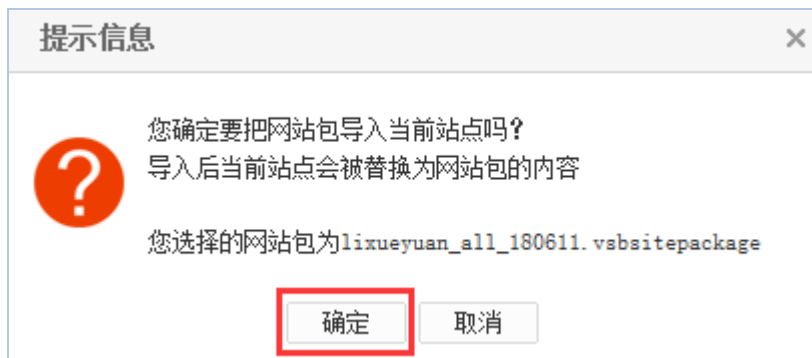 提示信息
您确定要把网站包导入当前站点吗?
导入后当前站点会被替换为网站包的内容
您选择的网站包为lixueyuan_all_180611.vsbsitepackage
确定 取消